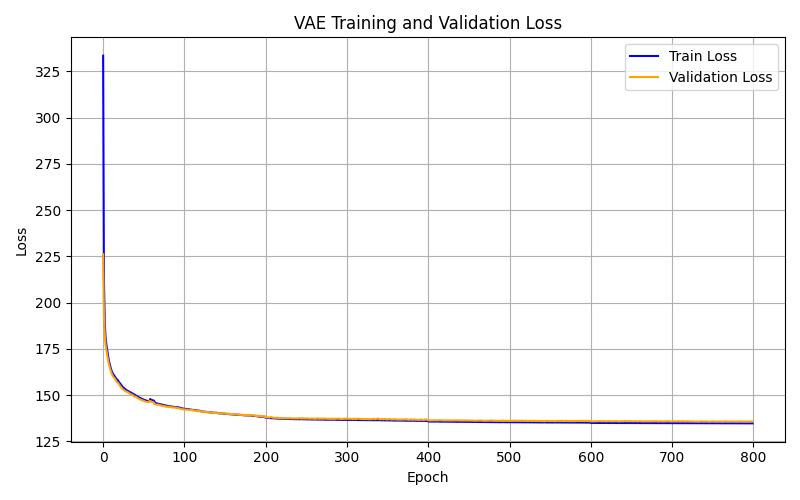 VAE Training and Validation Loss
Train Loss
Validation Loss
325
300
275
250
225
200
175
150
125
Loss
0 100 200 300 400 500 600 700 800
Epoch